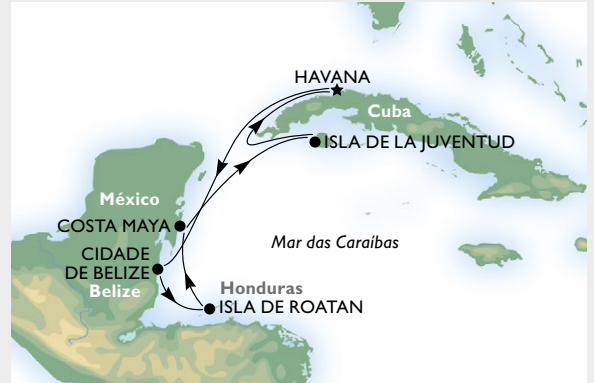 HAVANA
Cuba
ISLA DE LA JUVENTUD
México
COSTA MAYA
Mar das Caraíbas
CIDADE
DE BELIZE
Belize
Honduras
ISLA DE ROATAN